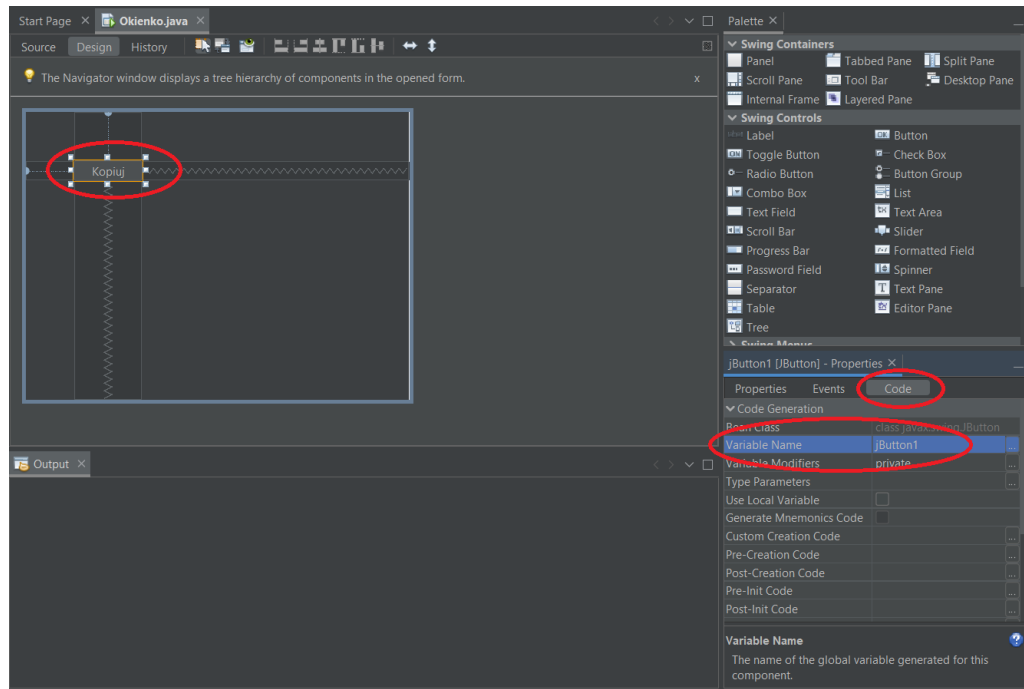 Start Page × Okienko.java ×
Source Design History
The Navigator window displays a tree hierarchy of components in the opened form. x
Kopiuj
Output ×
Palette ×
Swing Containers
Panel Tabbed Pane Split Pane
Scroll Pane Tool Bar Desktop Pane
Internal Frame Layered Pane
Swing Controls
Label Button
Toggle Button Check Box
Radio Button Button Group
Combo Box List
Text Field Text Area
Scroll Bar Slider
Progress Bar Formatted Field
Password Field Spinner
Separator Text Pane
Table Editor Pane
Tree
Swing Menus
jButton1 [JButton] - Properties ×
Properties Events Code
Code Generation
Bean Class class javax.swing.JButton
Variable Name jButton1 ...
Variable Modifiers private ...
Type Parameters ...
Use Local Variable
Generate Mnemonics Code
Custom Creation Code ...
Pre-Creation Code ...
Post-Creation Code ...
Pre-Init Code ...
Post-Init Code ...
Variable Name
The name of the global variable generated for this
component.